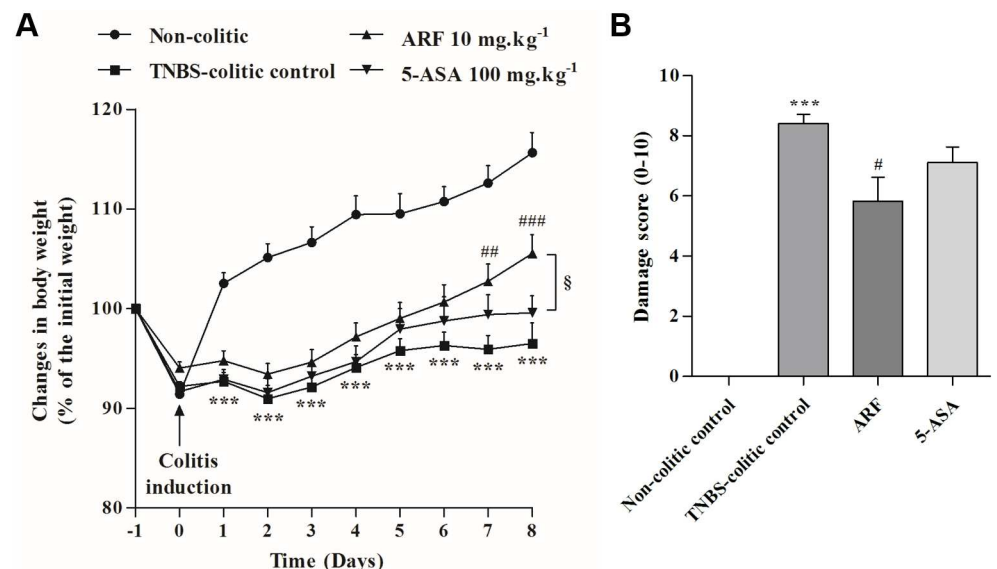 A
Non-colitic
ARF 10 mg.kg-1
TNBS-colitic control
5-ASA 100 mg.kg-1
Changes in body weight
(% of the initial weight)
120
110
100
90
80
##
###
§
***
***
***
***
***
***
***
***
Colitis
induction
-1 0 1 2 3 4 5 6 7 8
Time (Days)
B
Damage score (0-10)
10
8
6
4
2
0
***
#
Non-colitic control
TNBS-colitic control
ARF
5-ASA